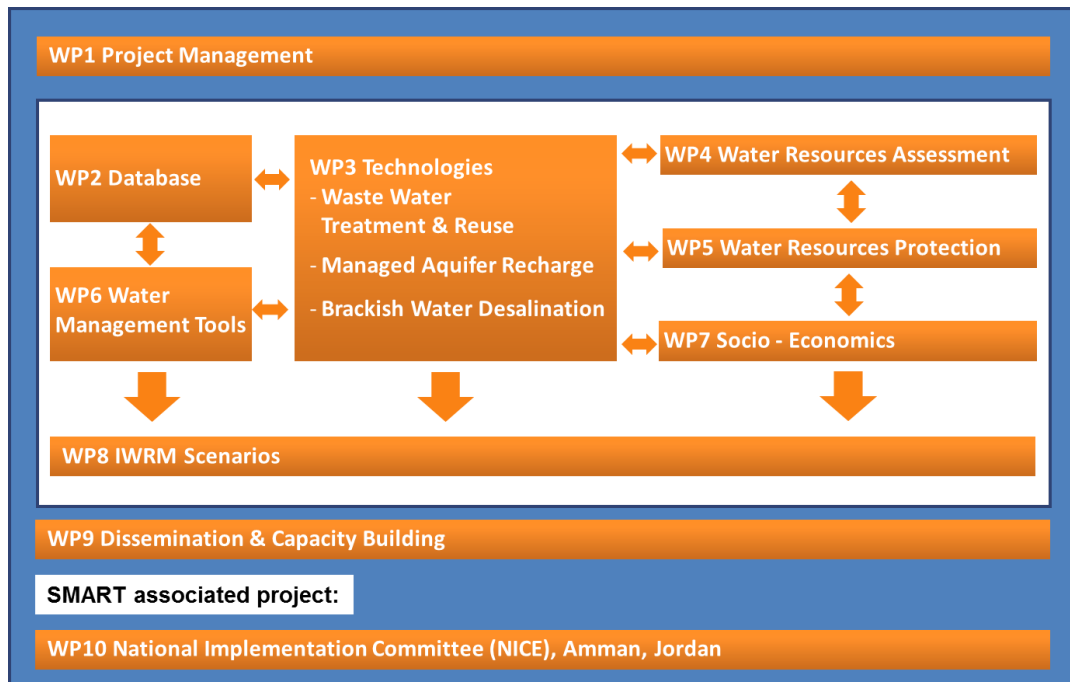 WP1 Project Management
WP2 Database
WP6 Water
Management Tools
WP3 Technologies
- Waste Water
Treatment & Reuse
- Managed Aquifer Recharge
- Brackish Water Desalination
WP4 Water Resources Assessment
WP5 Water Resources Protection
WP7 Socio - Economics
WP8 IWRM Scenarios
WP9 Dissemination & Capacity Building
SMART associated project:
WP10 National Implementation Committee (NICE), Amman, Jordan